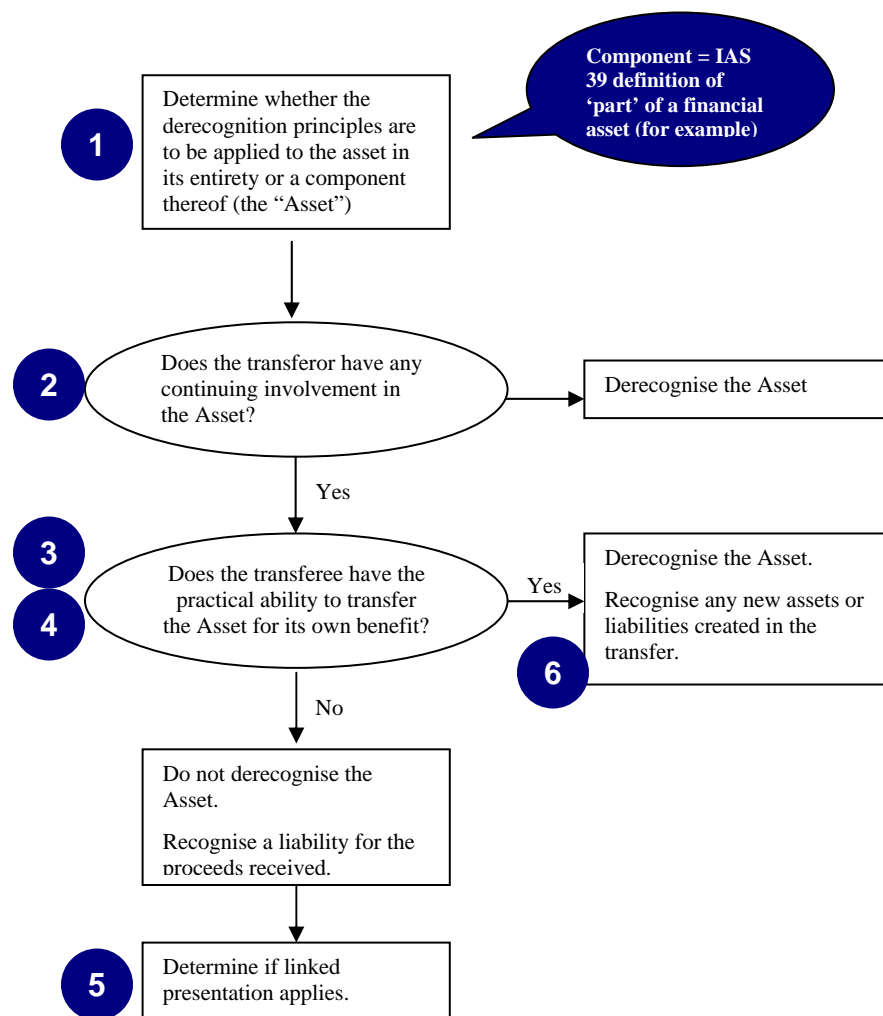 Component = IAS
39 definition of
‘part’ of a financial
asset (for example)
1
Determine whether the
derecognition principles are
to be applied to the asset in
its entirety or a component
thereof (the “Asset”)
2
Does the transferor have any
continuing involvement in
the Asset?
Derecognise the Asset
Yes
3
4
Does the transferee have the
practical ability to transfer
the Asset for its own benefit?
Yes
Derecognise the Asset.
Recognise any new assets or
liabilities created in the
transfer.
6
No
Do not derecognise the
Asset.
Recognise a liability for the
proceeds received.
5
Determine if linked
presentation applies.